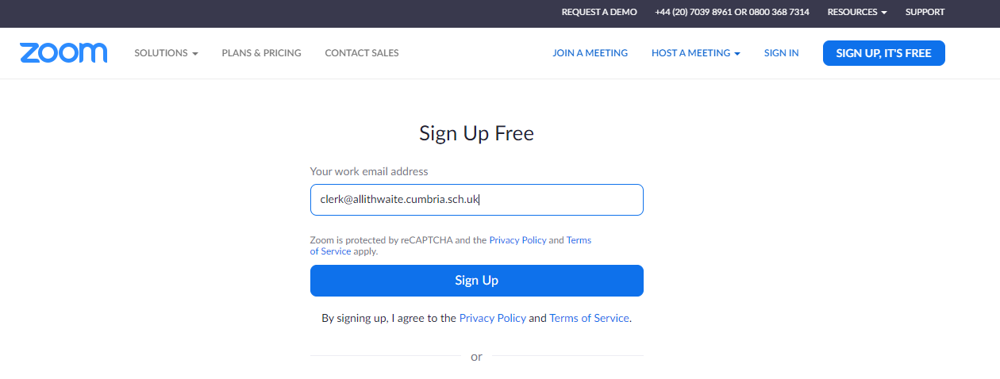 REQUEST A DEMO +44 (20) 7039 8961 OR 0800 368 7314 RESOURCES SUPPORT
zoom SOLUTIONS PLANS & PRICING CONTACT SALES JOIN A MEETING HOST A MEETING SIGN IN SIGN UP, IT'S FREE
Sign Up Free
Your work email address
clerk@allithwaite.cumbria.sch.uk
Zoom is protected by reCAPTCHA and the Privacy Policy and Terms
of Service apply.
Sign Up
By signing up, I agree to the Privacy Policy and Terms of Service.
or